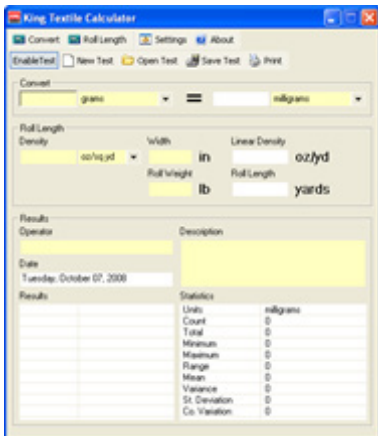 King Textile Calculator
Convert Roll Length Settings About
EnableTest New Test Open Test Save Test Print
Convert
grams = milligrams
Roll Length
Density Width Linear Density
oz/sq.yd in oz/yd
Roll Weight Roll Length
lb yards
Results
Operator Description
Date
Tuesday, October 07, 2008
Results Statistics
Units milligrams
Count 0
Total 0
Minimum 0
Maximum 0
Range 0
Mean 0
Variance 0
St. Deviation 0
Co. Variation 0